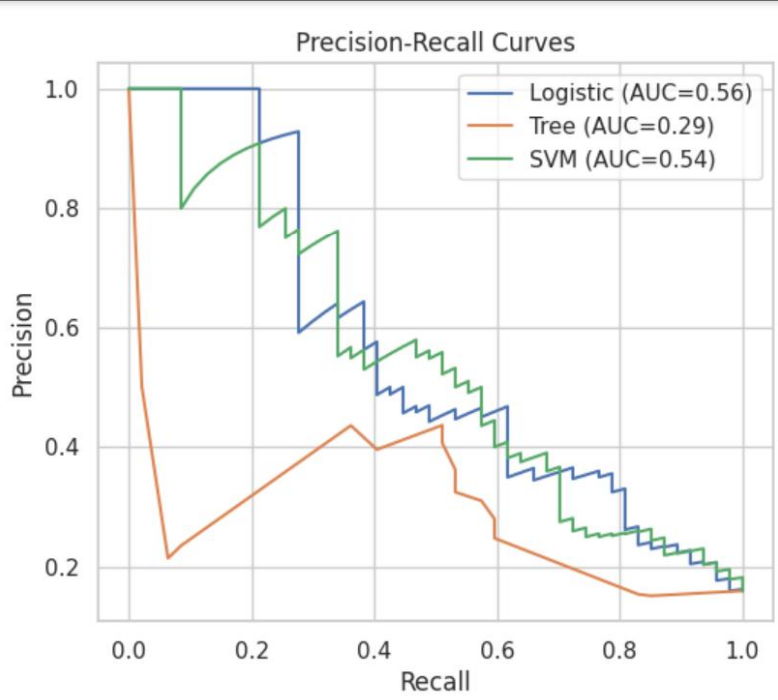 Precision-Recall Curves
Logistic (AUC=0.56)
Tree (AUC=0.29)
SVM (AUC=0.54)
Precision
1.0
0.8
0.6
0.4
0.2
0.0 0.2 0.4 0.6 0.8 1.0
Recall